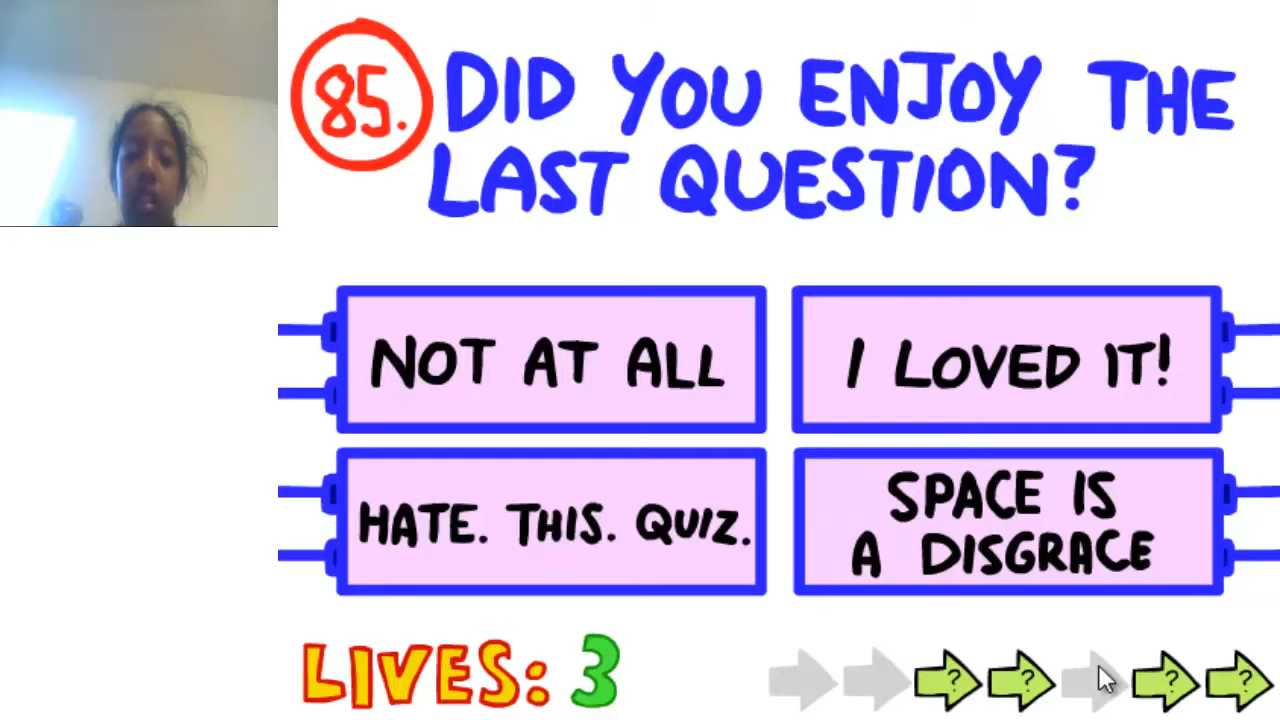 85. DID YOU ENJOY THE
LAST QUESTION?
NOT AT ALL
I LOVED IT!
HATE. THIS. QUIZ.
SPACE IS
A DISGRACE
LIVES: 3
? ? ? ?